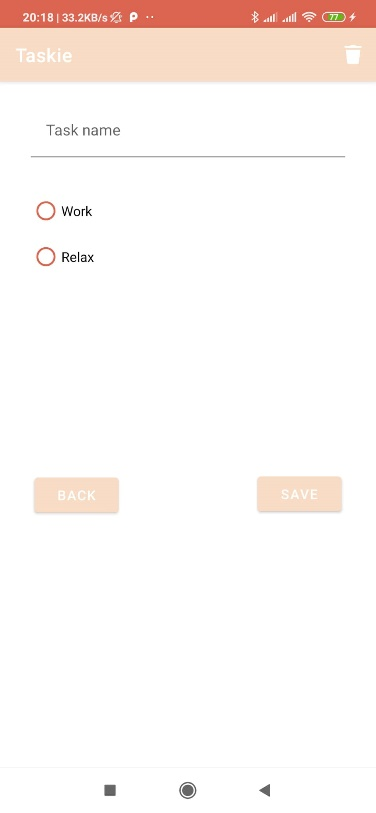 20:18 | 33.2KB/s
77
Taskie
Task name
Work
Relax
BACK
SAVE